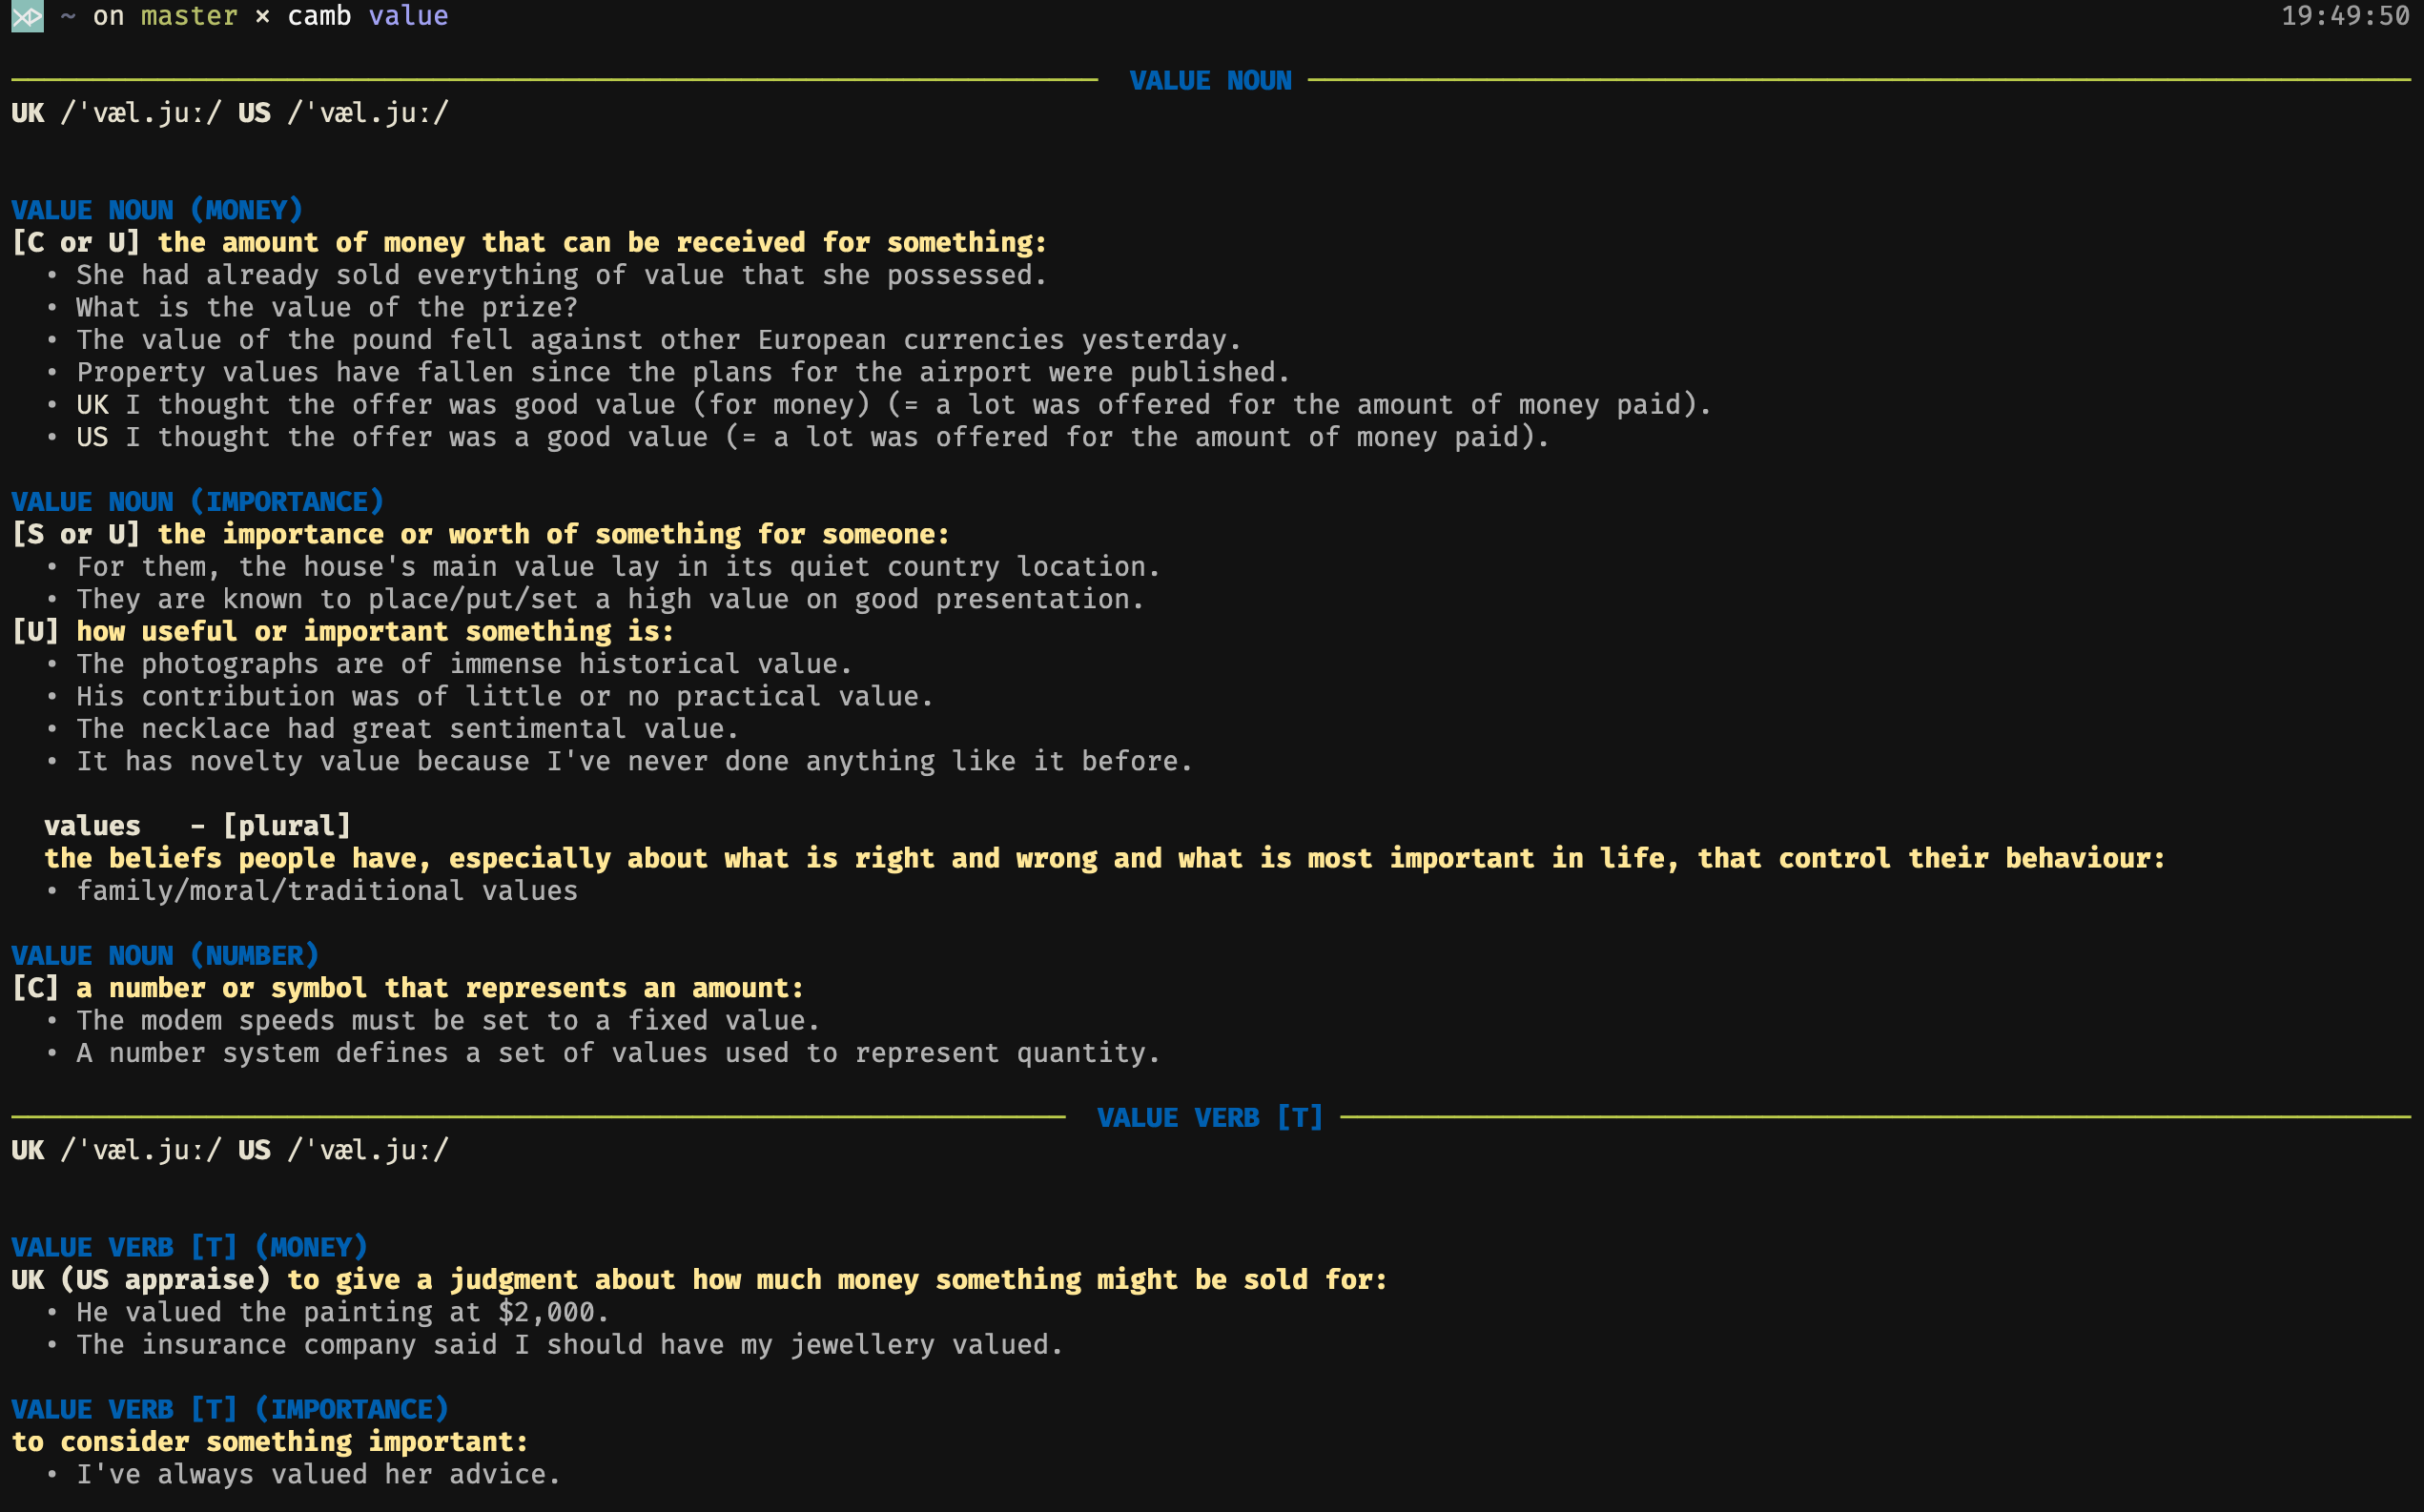 ~ on master × camb value 19:49:50
VALUE NOUN
UK /ˈvæl.juː/ US /ˈvæl.juː/
VALUE NOUN (MONEY)
[C or U] the amount of money that can be received for something:
• She had already sold everything of value that she possessed.
• What is the value of the prize?
• The value of the pound fell against other European currencies yesterday.
• Property values have fallen since the plans for the airport were published.
• UK I thought the offer was good value (for money) (= a lot was offered for the amount of money paid).
• US I thought the offer was a good value (= a lot was offered for the amount of money paid).
VALUE NOUN (IMPORTANCE)
[S or U] the importance or worth of something for someone:
• For them, the house's main value lay in its quiet country location.
• They are known to place/put/set a high value on good presentation.
[U] how useful or important something is:
• The photographs are of immense historical value.
• His contribution was of little or no practical value.
• The necklace had great sentimental value.
• It has novelty value because I've never done anything like it before.
values – [plural]
the beliefs people have, especially about what is right and wrong and what is most important in life, that control their behaviour:
• family/moral/traditional values
VALUE NOUN (NUMBER)
[C] a number or symbol that represents an amount:
• The modem speeds must be set to a fixed value.
• A number system defines a set of values used to represent quantity.
VALUE VERB [T]
UK /ˈvæl.juː/ US /ˈvæl.juː/
VALUE VERB [T] (MONEY)
UK (US appraise) to give a judgment about how much money something might be sold for:
• He valued the painting at $2,000.
• The insurance company said I should have my jewellery valued.
VALUE VERB [T] (IMPORTANCE)
to consider something important:
• I've always valued her advice.